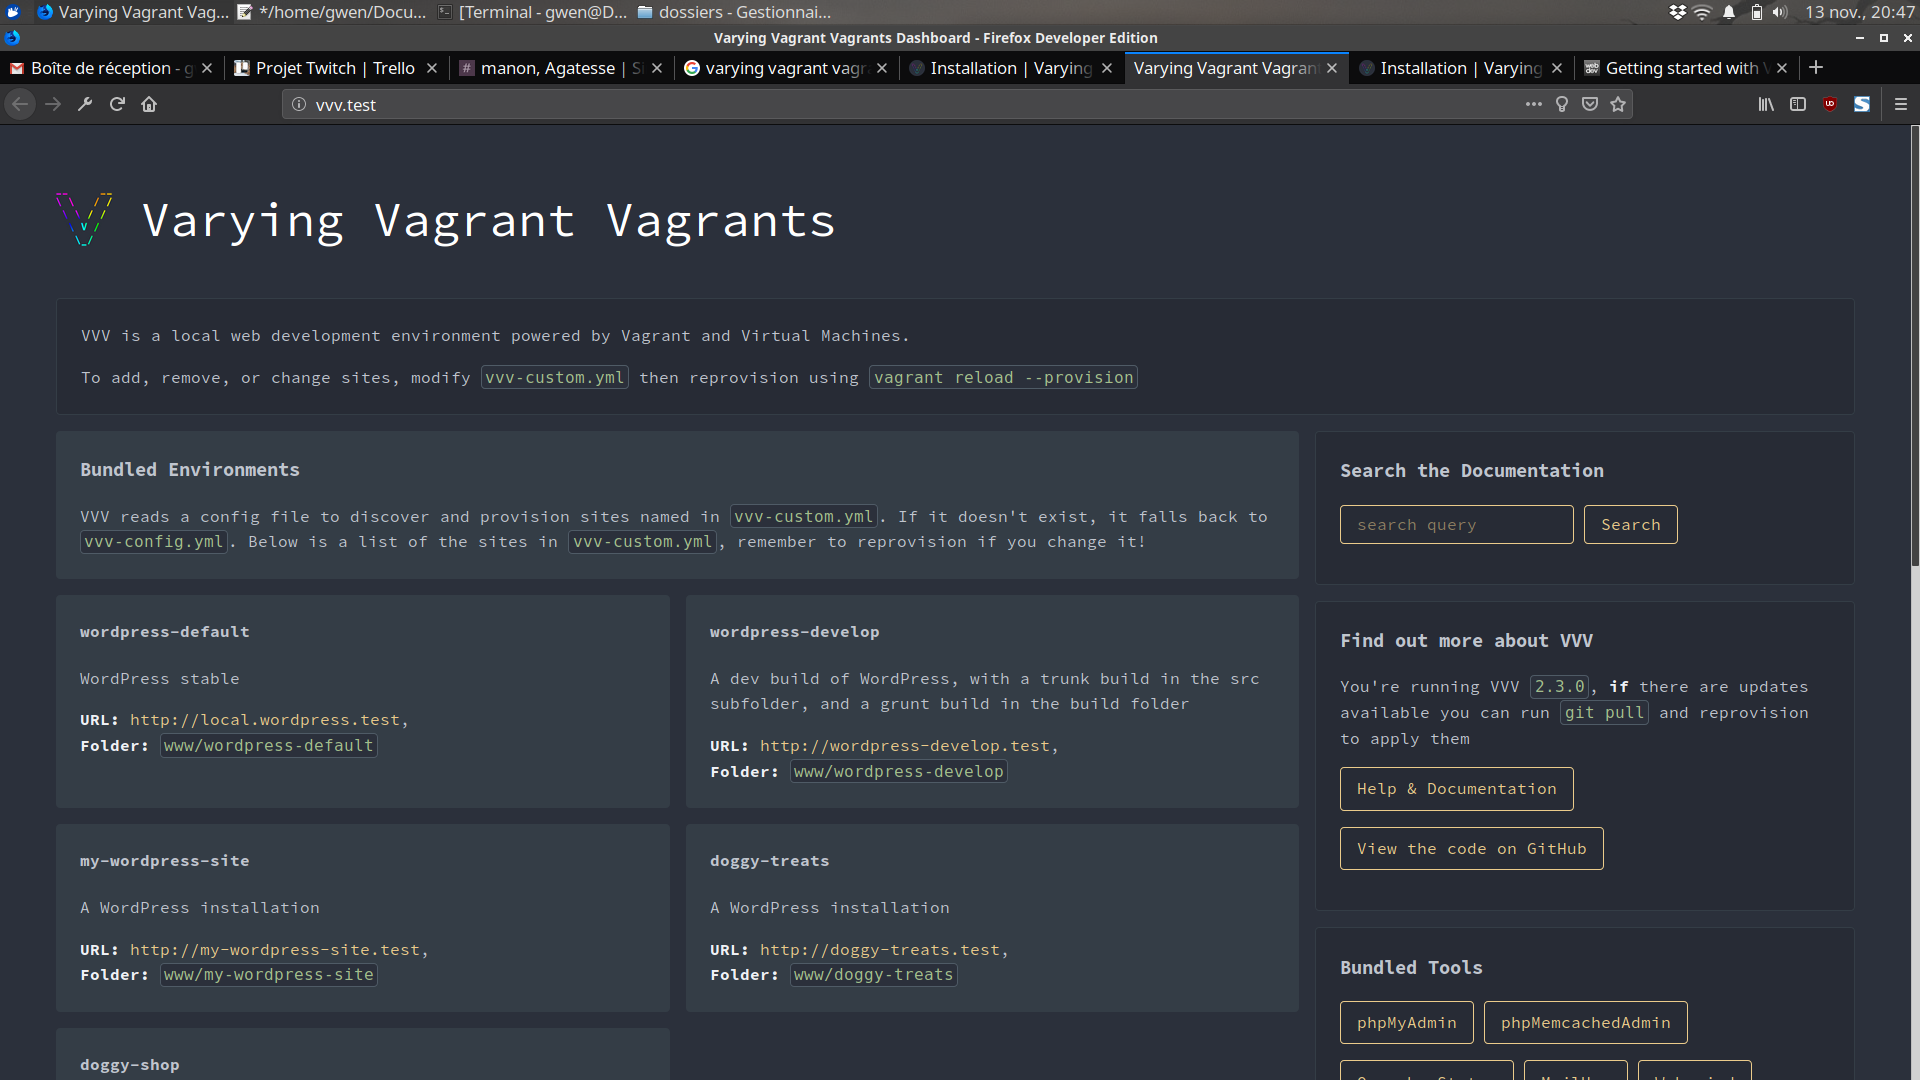 Varying Vagrant Vag...
*/home/gwen/Docu...
[Terminal - gwen@D...
dossiers - Gestionnai...
13 nov., 20:47
Varying Vagrant Vagrants Dashboard - Firefox Developer Edition
Boîte de réception - g
Projet Twitch | Trello
manon, Agatesse | S
varying vagrant vagr
Installation | Varying
Varying Vagrant Vagran
Installation | Varying
Getting started with V
vvv.test
Varying Vagrant Vagrants
VVV is a local web development environment powered by Vagrant and Virtual Machines.
To add, remove, or change sites, modify vvv-custom.yml then reprovision using vagrant reload --provision
Bundled Environments
VVV reads a config file to discover and provision sites named in vvv-custom.yml. If it doesn't exist, it falls back to
vvv-config.yml. Below is a list of the sites in vvv-custom.yml, remember to reprovision if you change it!
wordpress-default
WordPress stable
URL: http://local.wordpress.test,
Folder: www/wordpress-default
wordpress-develop
A dev build of WordPress, with a trunk build in the src
subfolder, and a grunt build in the build folder
URL: http://wordpress-develop.test,
Folder: www/wordpress-develop
my-wordpress-site
A WordPress installation
URL: http://my-wordpress-site.test,
Folder: www/my-wordpress-site
doggy-treats
A WordPress installation
URL: http://doggy-treats.test,
Folder: www/doggy-treats
doggy-shop
Search the Documentation
search query
Search
Find out more about VVV
You're running VVV 2.3.0, if there are updates
available you can run git pull and reprovision
to apply them
Help & Documentation
View the code on GitHub
Bundled Tools
phpMyAdmin
phpMemcachedAdmin